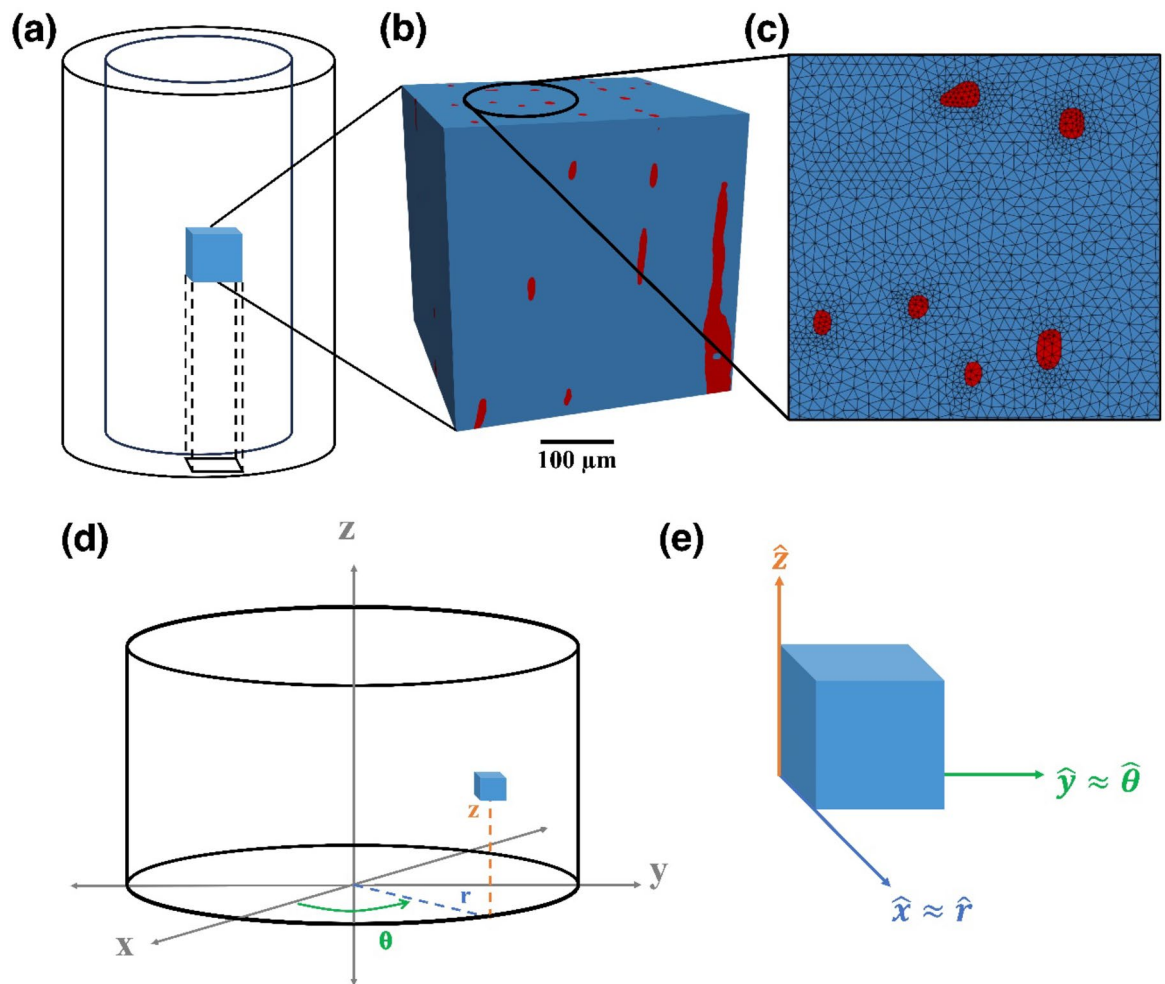 (a)
(b)
(c)
100 µm
(d)
(e)
z
z
r
y
x
θ
ẑ
ŷ ≈ θ̂
x̂ ≈ r̂